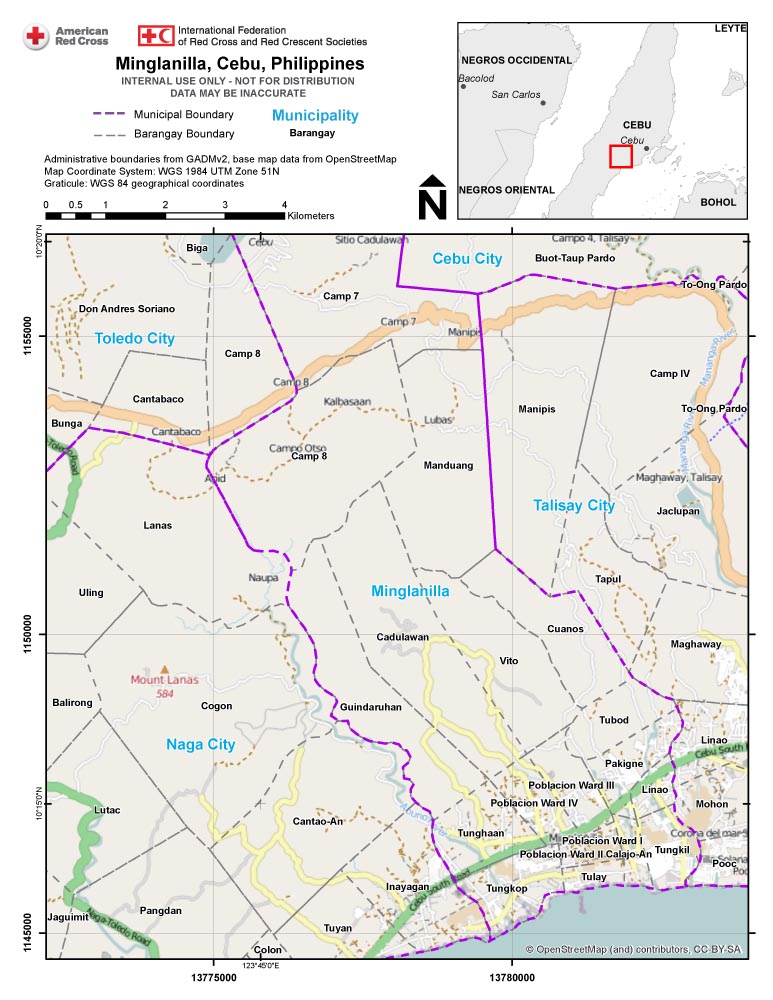 American
Red Cross
International Federation
of Red Cross and Red Crescent Societies
Minglanilla, Cebu, Philippines
INTERNAL USE ONLY - NOT FOR DISTRIBUTION
DATA MAY BE INACCURATE
Municipal Boundary
Municipality
Barangay Boundary
Barangay
Administrative boundaries from GADMv2, base map data from OpenStreetMap
Map Coordinate System: WGS 1984 UTM Zone 51N
Graticule: WGS 84 geographical coordinates
0 0.5 1 2 3 4
Kilometers
N
LEYTE
NEGROS OCCIDENTAL
Bacolod
San Carlos
CEBU
Cebu
NEGROS ORIENTAL
BOHOL
10°20'0"N
Biga
Cebu
Sitio Cadulawan
Cebu City
Campo 4, Talisay
Buot-Taup Pardo
To-Ong Pardo
Camp 7
Don Andres Soriano
Toledo City
1155000
Camp 7
Manipis
Mananga River
Camp 8
Camp 8
Camp IV
Cantabaco
Kalbasaan
Manipis
To-Ong Pardo
Bunga
Cantabaco
Lubas
Mananga River
Toledo Road
Campo Otso
Camp 8
Manduang
Apid
Maghaway, Talisay
Talisay City
Jaclupan
Lanas
Naupa
Tapul
Uling
Minglanilla
1150000
Cadulawan
Cuanos
Maghaway
Vito
Mount Lanas
584
Balirong
Cogon
Guindaruhan
Tubod
Linao
Naga City
Pakigne
Cebu South
Poblacion Ward III
Linao
10°15'0"N
Lutac
Poblacion Ward IV
Mohon
Cantao-An
Tunghaan
Poblacion Ward I
Corona del mar
Poblacion Ward II
Calajo-An
Tungkil
Pooc
Inayagan
Cebu South Road
Tungkop
Tulay
Jaguimit
Pangdan
Naga-Toledo Road
Tuyan
1145000
Colon
© OpenStreetMap (and) contributors, CC-BY-SA
13775000
123°45'0"E
13780000